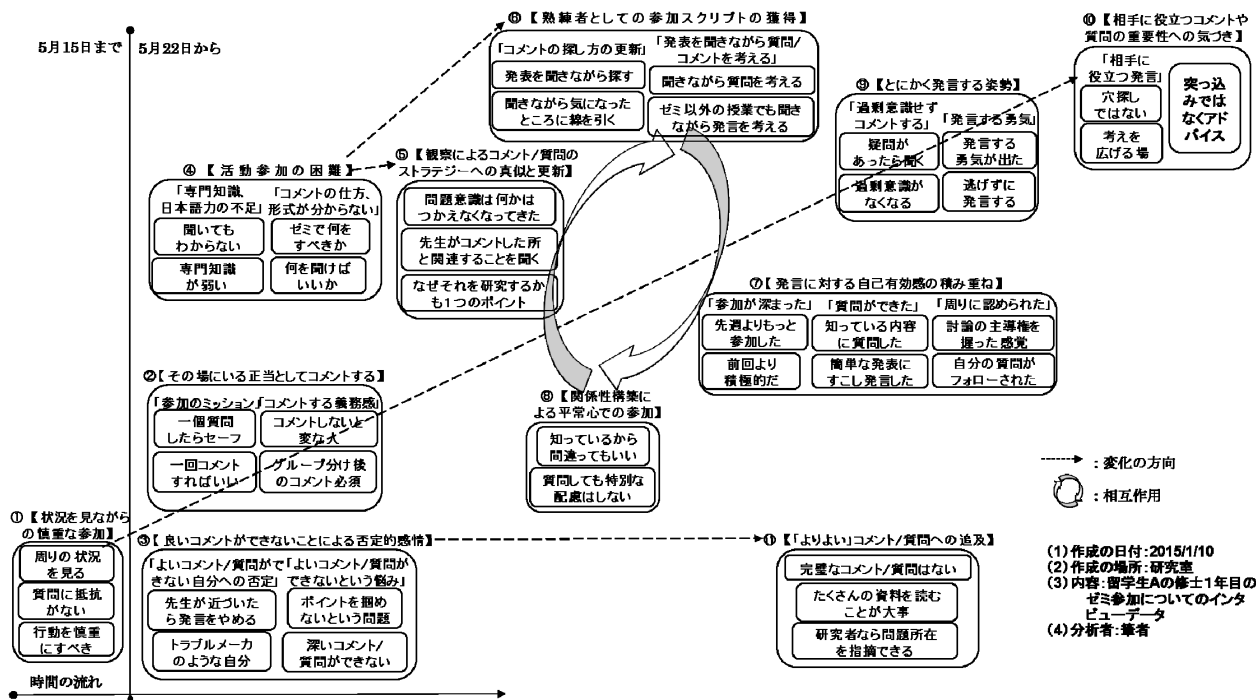 5月15日まで
5月22日から
①【状況を見ながら
の慎重な参加】
周りの状況
を見る
質問に抵抗
がない
行動を慎重
にすべき
②【その場にいる正当としてコメントする】
「参加のミッション」
一個質問
したらセーフ
一回コメント
すればいい
「コメントする義務感」
コメントしないと
変な人
グループ分け後
のコメント必須
③【良いコメントができないことによる否定的感情】
「よいコメント/質問がで
きない自分への否定」
先生が近づいた
ら発言をやめる
トラブルメーカ
のような自分
「よいコメント/質問が
できないという悩み」
ポイントを掴め
ないという問題
深いコメント/
質問ができない
④【活動参加の困難】
「専門知識、
日本語力の不足」
聞いても
わからない
専門知識
が弱い
「コメントの仕方、
形式が分からない」
ゼミで何を
すべきか
何を聞けば
いいか
⑤【観察によるコメント/質問の
ストラテジーへの真似と更新】
問題意識は何かは
つかえなくなってきた
先生がコメントした所
と関連することを聞く
なぜそれを研究するか
も1つのポイント
⑥【熟練者としての参加スクリプトの獲得】
「コメントの探し方の更新」
発表を聞きながら探す
聞きながら気になった
ところに線を引く
「発表を聞きながら質問/
コメントを考える」
聞きながら質問を考える
ゼミ以外の授業でも聞き
ながら発言を考える
⑦【発言に対する自己有効感の積み重ね】
「参加が深まった」
先週よりもっと
参加した
前回より
積極的だ
「質問ができた」
知っている内容
に質問した
簡単な発表に
すこし発言した
「周りに認められた」
討論の主導権を
握った感覚
自分の質問が
フォローされた
⑧【関係性構築に
よる平常心での参加】
知っているから
間違ってもいい
質問しても特別な
配慮はしない
⑨【とにかく発言する姿勢】
「過剰意識せず
コメントする」
疑問が
あったら聞く
過剰意識が
なくなる
「発言する勇気」
発言する
勇気が出た
逃げずに
発言する
⑩【相手に役立つコメントや
質問の重要性への気づき】
「相手に
役立つ発言」
穴探し
ではない
考えを
広げる場
突っ込
みでは
なくアド
バイス
⑪【「よりよい」コメント/質問への追及】
完璧なコメント/質問はない
たくさんの資料を読む
ことが大事
研究者なら問題所在
を指摘できる
:変化の方向
:相互作用
(1)作成の日付:2015/1/10
(2)作成の場所:研究室
(3)内容:留学生Aの修士1年目の
ゼミ参加についてのインタ
ビューデータ
(4)分析者:筆者
時間の流れ